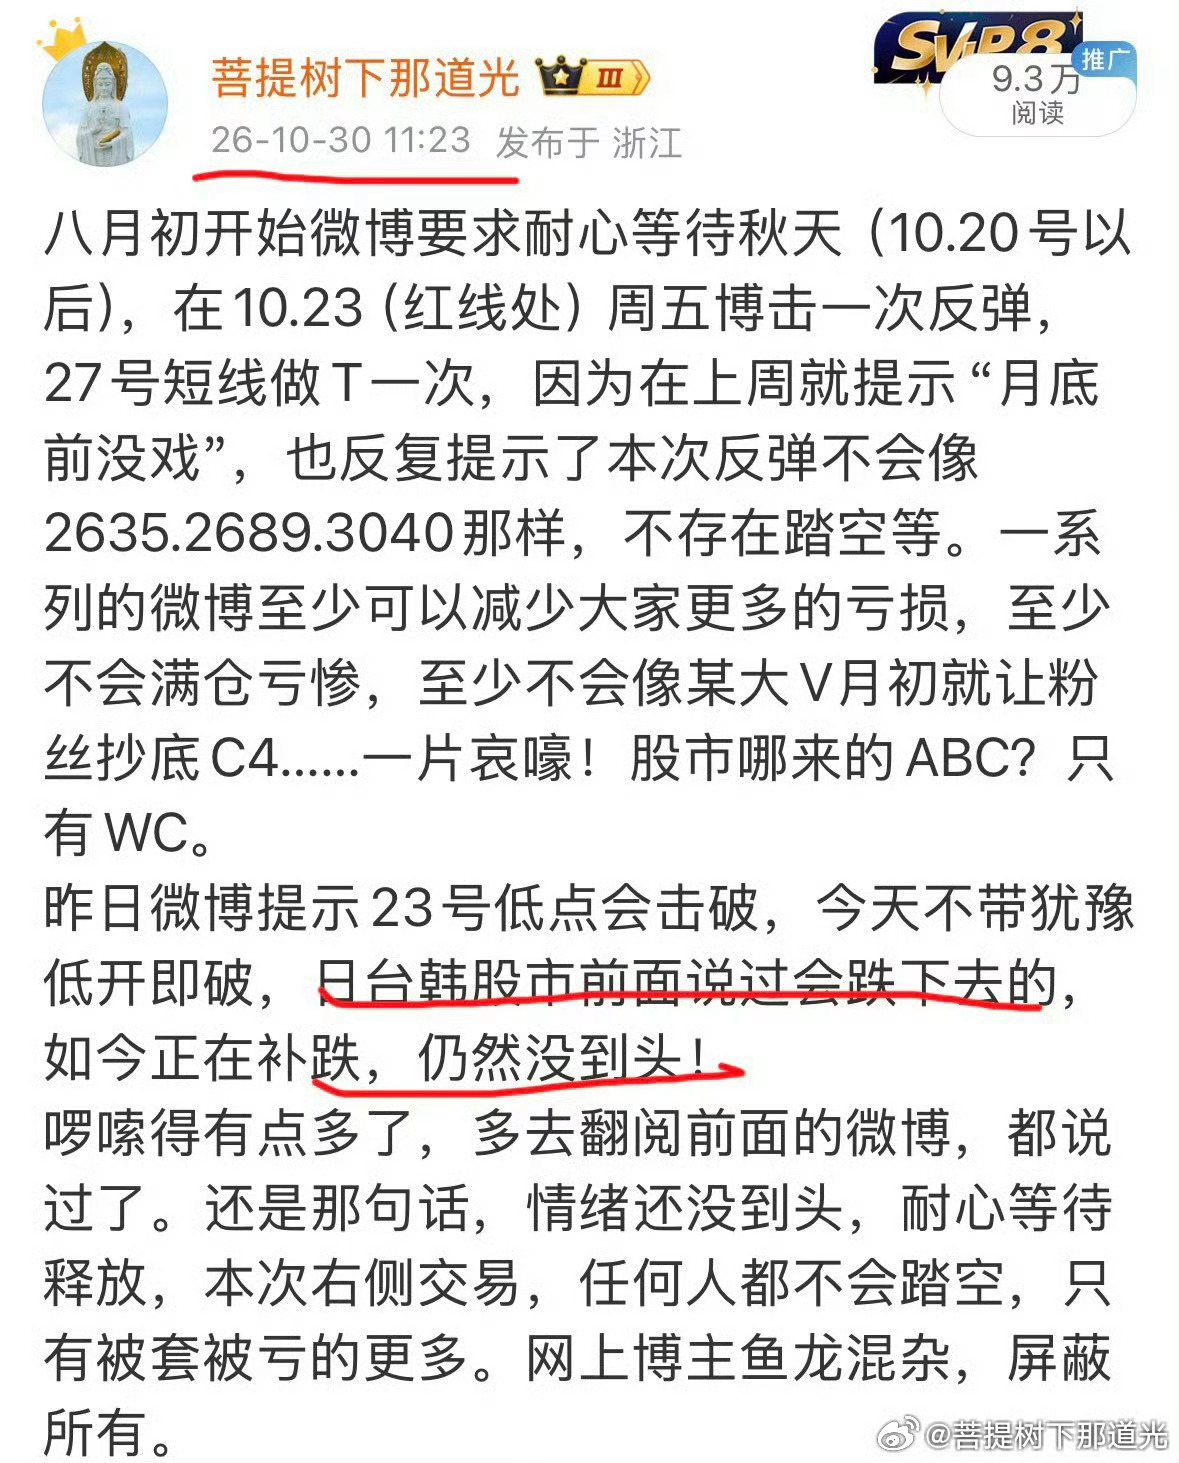 菩提树下那道光 III
SVIP8
推广
26-10-30 11:23 发布于 浙江
9.3万
阅读
八月初开始微博要求耐心等待秋天（10.20号以
后），在10.23（红线处）周五博击一次反弹，
27号短线做T一次，因为在上周就提示“月底
前没戏”，也反复提示了本次反弹不会像
2635.2689.3040那样，不存在踏空等。一系
列的微博至少可以减少大家更多的亏损，至少
不会满仓亏惨，至少不会像某大V月初就让粉
丝抄底C4......一片哀嚎！股市哪来的ABC？只
有WC。
昨日微博提示23号低点会击破，今天不带犹豫
低开即破，日台韩股市前面说过会跌下去的，
如今正在补跌，仍然没到头！
啰嗦得有点多了，多去翻阅前面的微博，都说
过了。还是那句话，情绪还没到头，耐心等待
释放，本次右侧交易，任何人都不会踏空，只
有被套被亏的更多。网上博主鱼龙混杂，屏蔽
所有。
@菩提树下那道光